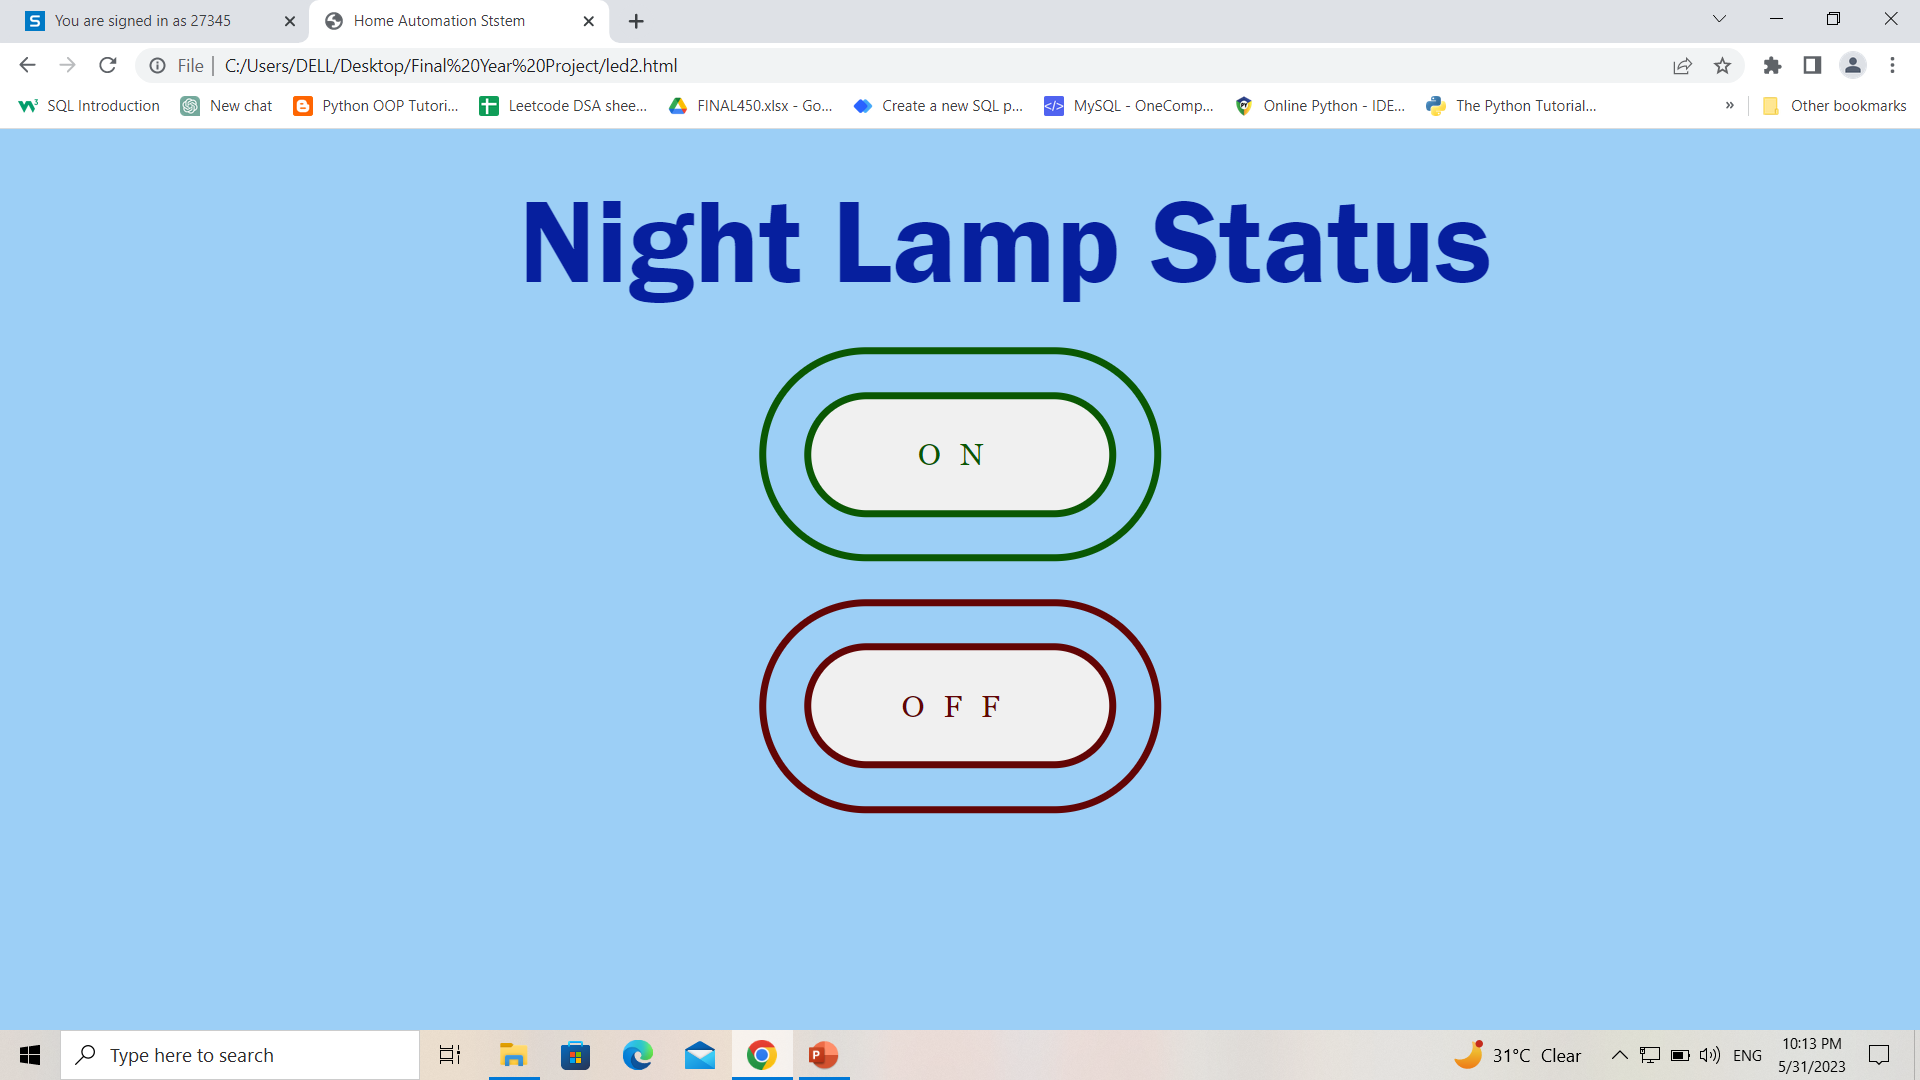 You are signed in as 27345
Home Automation Ststem
File
C:/Users/DELL/Desktop/Final%20Year%20Project/led2.html
SQL Introduction
New chat
Python OOP Tutori...
Leetcode DSA shee...
FINAL450.xlsx - Go...
Create a new SQL p...
MySQL - OneComp...
Online Python - IDE...
The Python Tutorial...
»
Other bookmarks
Night Lamp Status
O N
O F F
Type here to search
31°C Clear
ENG
10:13 PM
5/31/2023